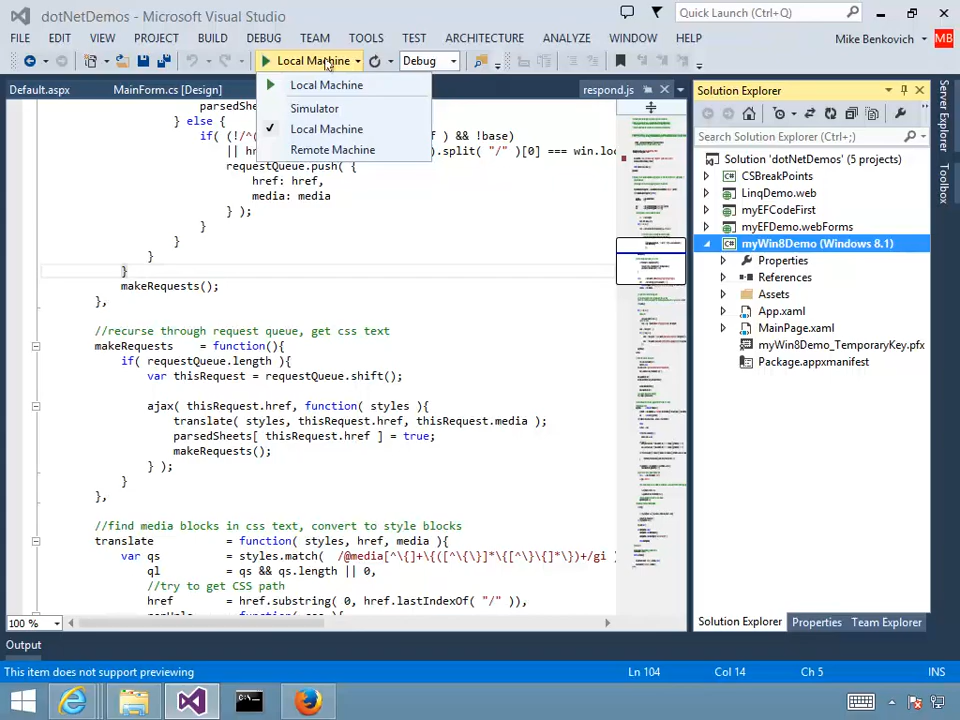 dotNetDemos - Microsoft Visual Studio
Quick Launch (Ctrl+Q)
FILE EDIT VIEW PROJECT BUILD DEBUG TEAM TOOLS TEST ARCHITECTURE ANALYZE WINDOW HELP
Mike Benkovich MB
Local Machine Debug
Local Machine
Simulator
Local Machine
Remote Machine
Default.aspx MainForm.cs [Design] respond.js
} else {
requestQueue.push( {
href: href,
media: media
} );
}
}
}
}
makeRequests();
},
//recurse through request queue, get css text
makeRequests = function(){
if( requestQueue.length ){
var thisRequest = requestQueue.shift();
ajax( thisRequest.href, function( styles ){
translate( styles, thisRequest.href, thisRequest.media );
parsedSheets[ thisRequest.href ] = true;
makeRequests();
} );
}
},
//find media blocks in css text, convert to style blocks
translate = function( styles, href, media ){
var qs = styles.match( /@media[^\{]+\{([^\{\}]*\{[^\}\{]*\})+/gi )
ql = qs && qs.length || 0,
//try to get CSS path
href = href.substring( 0, href.lastIndexOf( "/" )),
100 %
Solution Explorer
Search Solution Explorer (Ctrl+;)
Solution 'dotNetDemos' (5 projects)
CSBreakPoints
LinqDemo.web
myEFCodeFirst
myEFDemo.webForms
myWin8Demo (Windows 8.1)
Properties
References
Assets
App.xaml
MainPage.xaml
myWin8Demo_TemporaryKey.pfx
Package.appxmanifest
Solution Explorer Properties Team Explorer
Server Explorer
Toolbox
Output
This item does not support previewing Ln 104 Col 14 Ch 5 INS